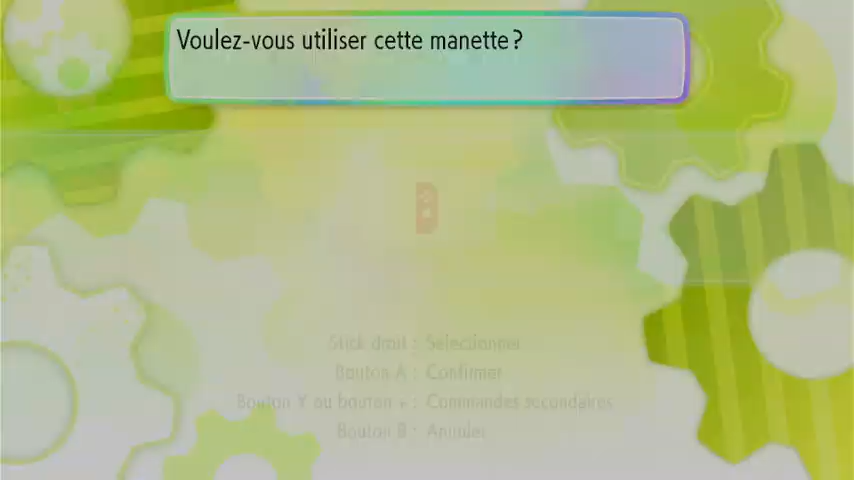 Voulez-vous utiliser cette manette ?
Stick droit : Sélectionner
Bouton A : Confirmer
Bouton Y ou bouton + : Commandes secondaires
Bouton B : Annuler